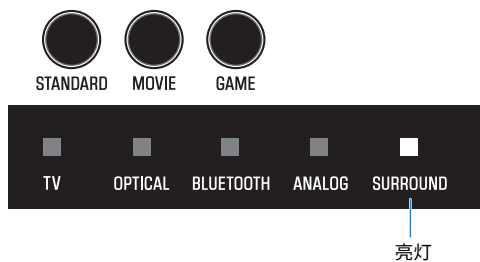 STANDARD MOVIE GAME
TV OPTICAL BLUETOOTH ANALOG SURROUND
亮灯